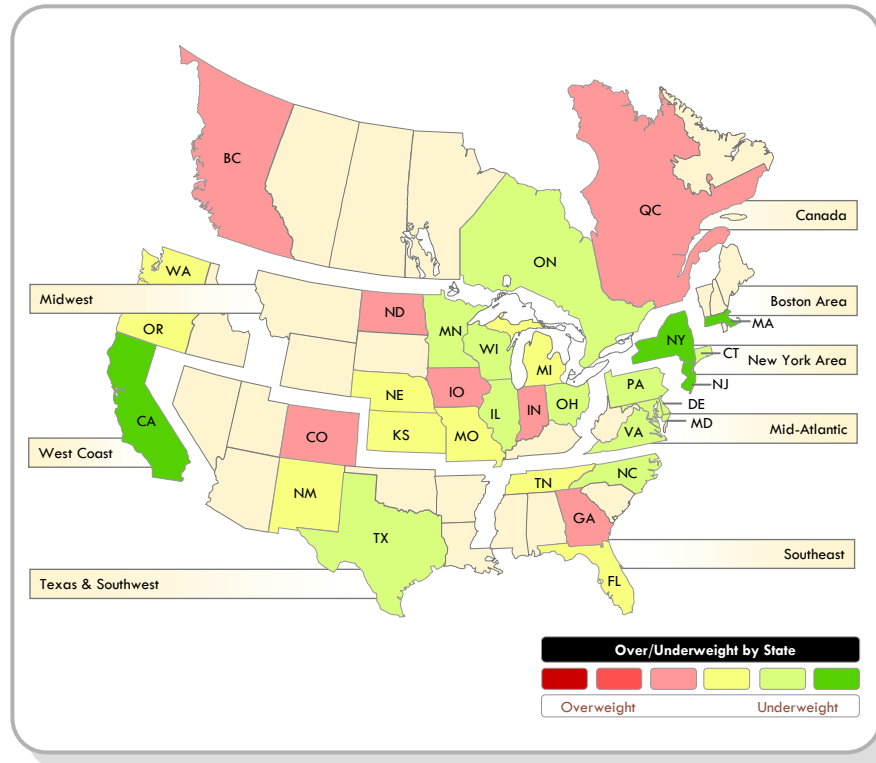 BC
QC
Canada
ON
WA
Midwest
ND
Boston Area
OR
MN
MA
NY
WI
CT
New York Area
MI
PA
NJ
NE
IO
DE
IL
IN
OH
CA
MD
KS
MO
VA
Mid-Atlantic
CO
West Coast
NC
TN
NM
GA
TX
Southeast
FL
Texas & Southwest
Over/Underweight by State
Overweight Underweight